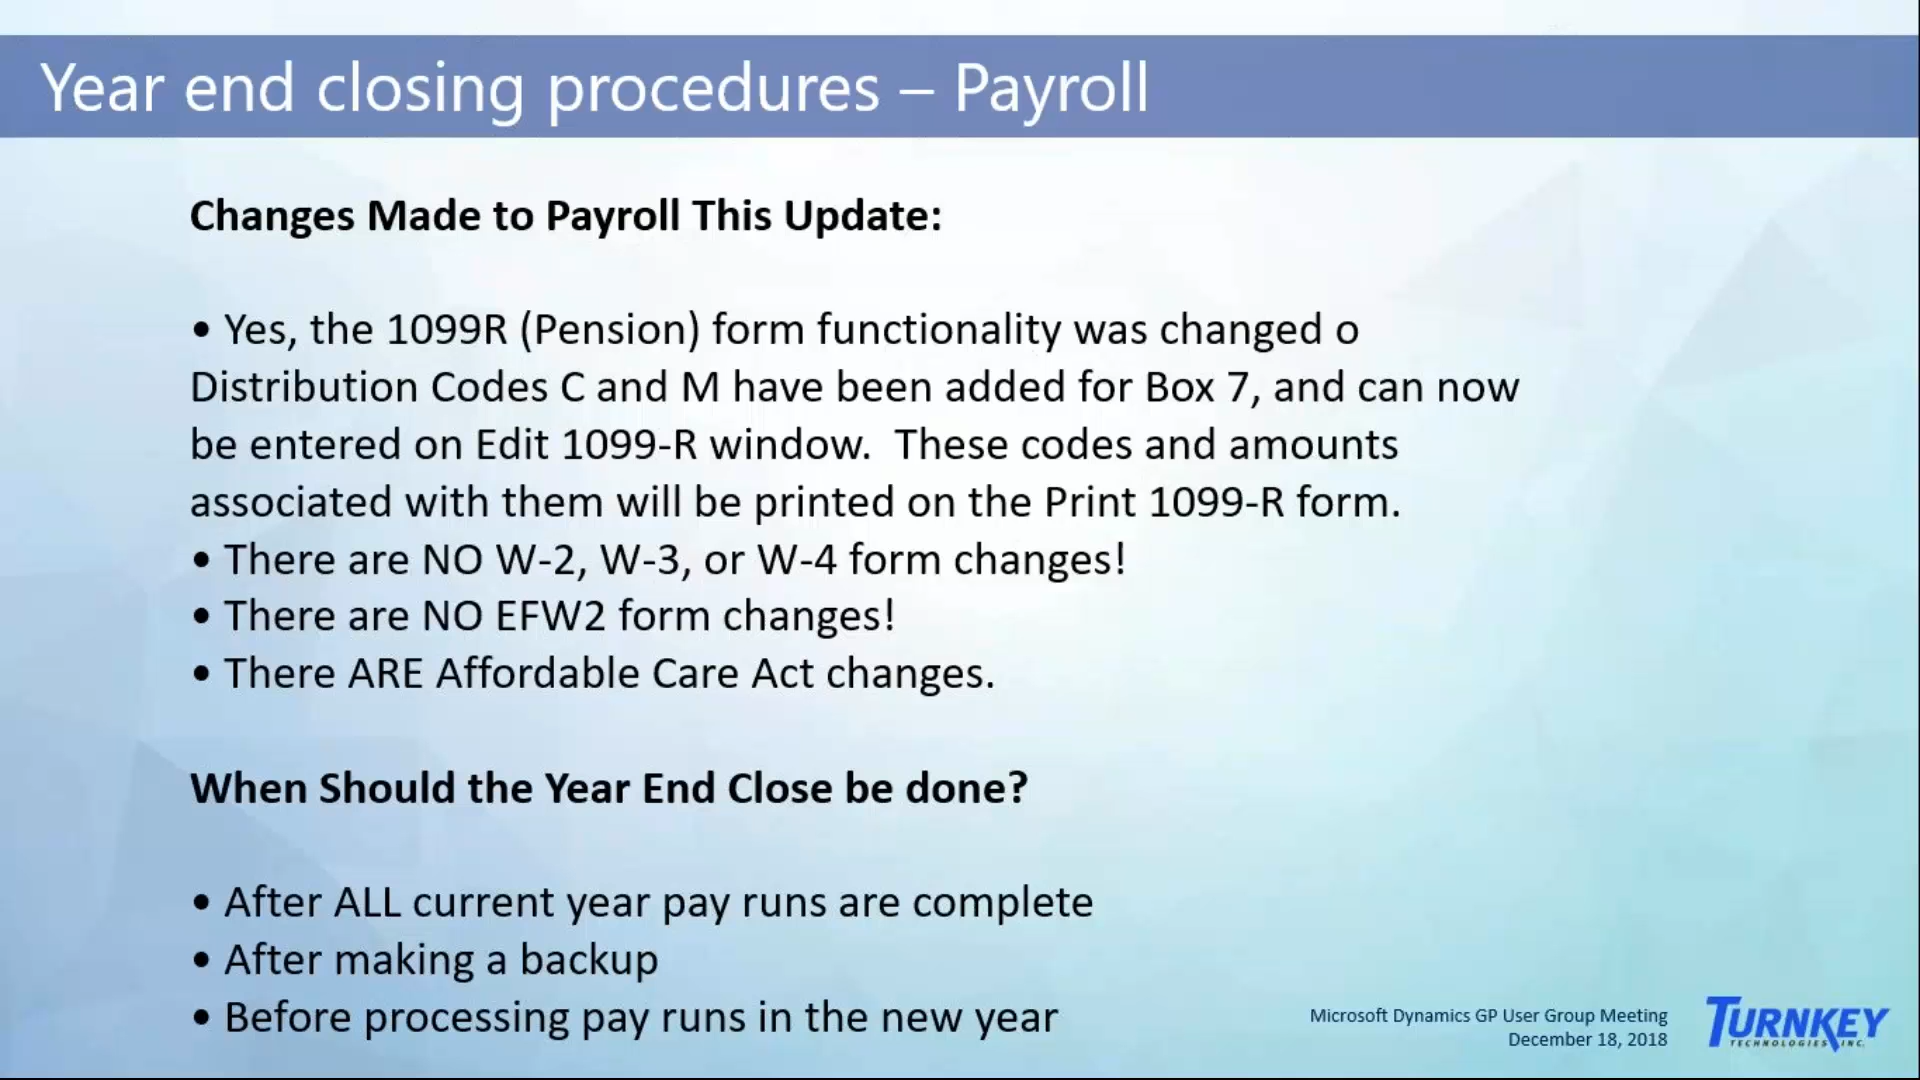 Year end closing procedures – Payroll
Changes Made to Payroll This Update:
• Yes, the 1099R (Pension) form functionality was changed o
Distribution Codes C and M have been added for Box 7, and can now
be entered on Edit 1099-R window.  These codes and amounts
associated with them will be printed on the Print 1099-R form.
• There are NO W-2, W-3, or W-4 form changes!
• There are NO EFW2 form changes!
• There ARE Affordable Care Act changes.
When Should the Year End Close be done?
• After ALL current year pay runs are complete
• After making a backup
• Before processing pay runs in the new year
Microsoft Dynamics GP User Group Meeting
December 18, 2018
TURNKEY
TECHNOLOGIES, INC.